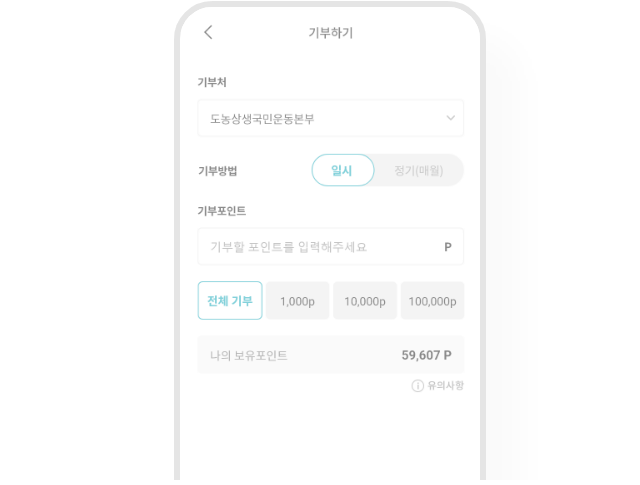 기부하기
기부처
도농상생국민운동본부
기부방법 일시 정기(매월)
기부포인트
기부할 포인트를 입력해주세요 P
전체 기부 1,000p 10,000p 100,000p
나의 보유포인트 59,607 P
유의사항